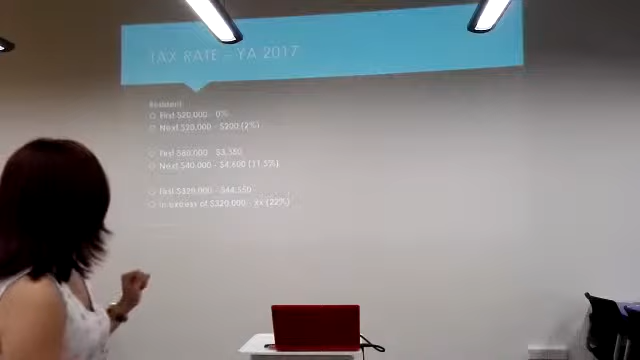 TAX RATE - YA 2017
Resident
First $20,000 - 0%
Next $10,000 - $200 (2%)
First $80,000 - $3,350
Next $40,000 - $4,600 (11.5%)
First $320,000 - $44,550
In excess of $320,000 - $x (22%)